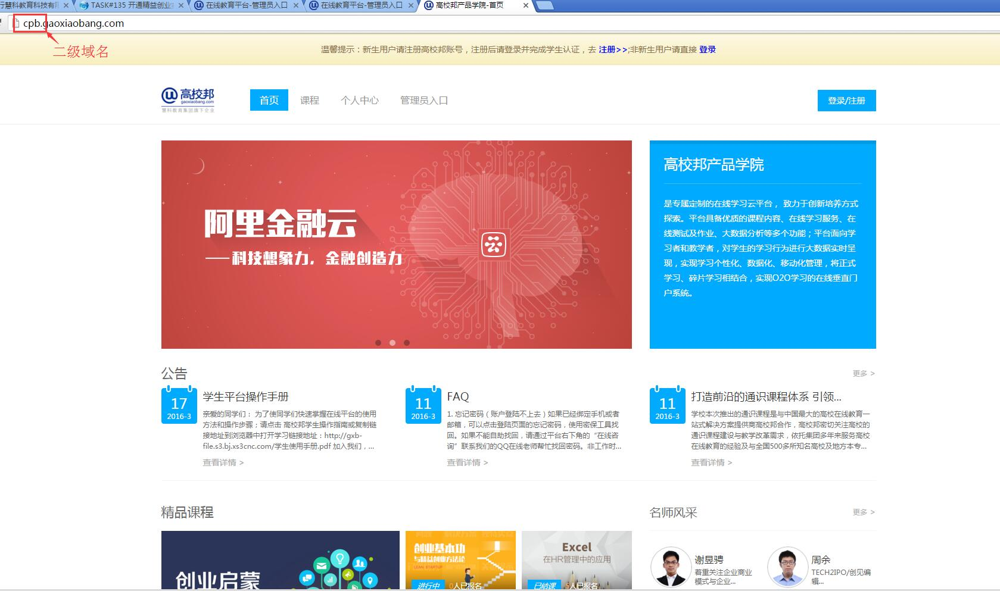 行慧科教育科技有限
TASK#135 开通精益创业
在线教育平台-管理员入口
在线教育平台-管理员入口
高校邦产品学院-首页
cpb.gaoxiaobang.com
二级域名
温馨提示：新生用户请注册高校邦账号，注册后请登录并完成学生认证，去 注册>>;非新生用户请直接 登录
高校邦
gaoxiaobang.com
慧科教育集团旗下企业
首页
课程
个人中心
管理员入口
登录/注册
阿里金融云
——科技想象力，金融创造力
高校邦产品学院
是专属定制的在线学习云平台， 致力于创新培养方式
探索。平台具备优质的课程内容、在线学习服务、在
线测试及作业、大数据分析等多个功能；平台面向学
习者和教学者，对学生的学习行为进行大数据实时呈
现，实现学习个性化、数据化、移动化管理，将正式
学习、碎片学习相结合，实现O2O学习的在线垂直门
户系统。
公告
更多 >
17
2016-3
学生平台操作手册
亲爱的同学们： 为了使同学们快速掌握在线平台的使用
方法和操作步骤；请点击 高校邦学生操作指南或复制链
接地址到浏览器中打开学习链接地址：http://gxb-
file.s3.bj.xs3cnc.com/学生使用手册.pdf 加入我们，...
查看详情 >
11
2016-3
FAQ
1. 忘记密码（账户登陆不上去）如果已经绑定手机或者
邮箱，可以点击登陆页面的忘记密码，使用密保工具找
回。如果不能自助找回，请通过平台右下角的“在线咨
询”联系我们的QQ在线老师帮忙找回密码。非工作时...
查看详情 >
11
2016-3
打造前沿的通识课程体系 引领...
学校本次推出的通识课程是与中国最大的高校在线教育一
站式解决方案提供商高校邦合作，高校邦密切关注高校的
通识课程建设与教学改革需求，依托集团多年来服务高校
在线教育的经验及与全国500多所知名高校及地方本专...
查看详情 >
精品课程
名师风采
更多 >
创业启蒙
创业基本功
与精益创业方法论
LEAN STARTUP
进行中
0人已报名
Excel
在HR管理中的应用
已结课
5人已报名
谢昱骋
着重关注企业商业
模式与企业...
周余
TECH2IPO/创见编
辑...